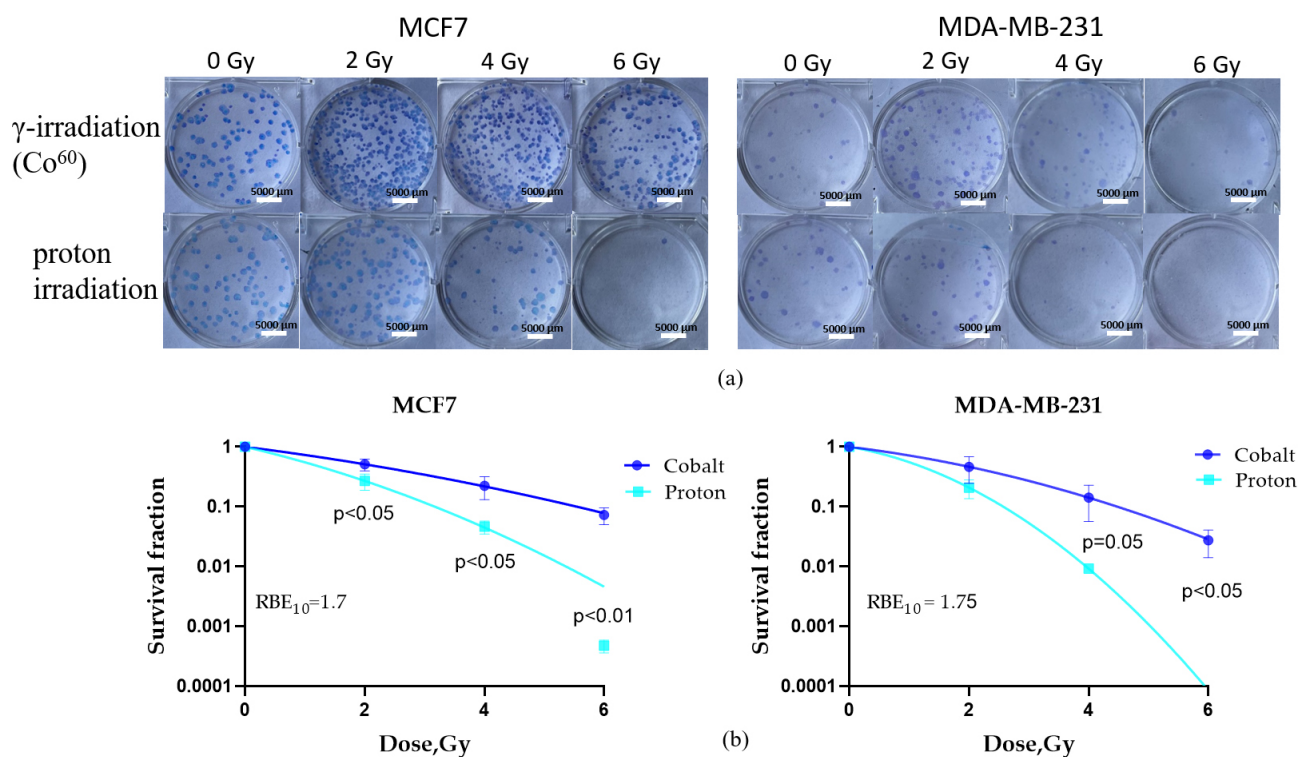 MCF7
MDA-MB-231
0 Gy 2 Gy 4 Gy 6 Gy
0 Gy 2 Gy 4 Gy 6 Gy
γ-irradiation
(Co⁶⁰)
5000 µm 5000 µm 5000 µm 5000 µm
5000 µm 5000 µm 5000 µm 5000 µm
proton
irradiation
5000 µm 5000 µm 5000 µm 5000 µm
5000 µm 5000 µm 5000 µm 5000 µm
(a)
MCF7
Survival fraction
1
0.1
0.01
0.001
0.0001
0 2 4 6
Dose,Gy
Cobalt
Proton
p<0.05
p<0.05
p<0.01
RBE₁₀=1.7
(b)
MDA-MB-231
Survival fraction
1
0.1
0.01
0.001
0.0001
0 2 4 6
Dose,Gy
Cobalt
Proton
p=0.05
p<0.05
RBE₁₀ = 1.75